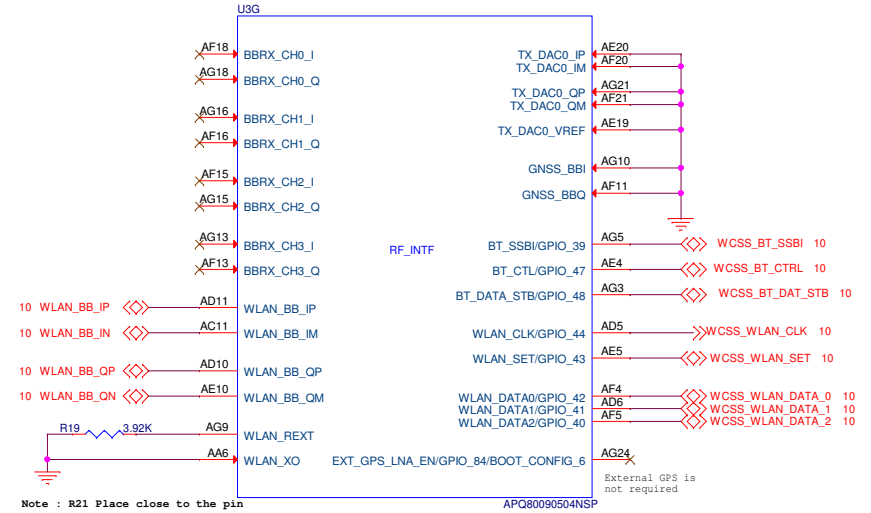 U3G
AF18 BBRX_CH0_I
AG18 BBRX_CH0_Q
AG16 BBRX_CH1_I
AF16 BBRX_CH1_Q
AF15 BBRX_CH2_I
AG15 BBRX_CH2_Q
AG13 BBRX_CH3_I
AF13 BBRX_CH3_Q
10 WLAN_BB_IP AD11 WLAN_BB_IP
10 WLAN_BB_IN AC11 WLAN_BB_IM
10 WLAN_BB_QP AD10 WLAN_BB_QP
10 WLAN_BB_QN AE10 WLAN_BB_QM
R19 3.92K AG9 WLAN_REXT
AA6 WLAN_XO
RF_INTF
TX_DAC0_IP AE20
TX_DAC0_IM AF20
TX_DAC0_QP AG21
TX_DAC0_QM AF21
TX_DAC0_VREF AE19
GNSS_BBI AG10
GNSS_BBQ AF11
BT_SSBI/GPIO_39 AG5 WCSS_BT_SSBI 10
BT_CTL/GPIO_47 AE4 WCSS_BT_CTRL 10
BT_DATA_STB/GPIO_48 AG3 WCSS_BT_DAT_STB 10
WLAN_CLK/GPIO_44 AD5 WCSS_WLAN_CLK 10
WLAN_SET/GPIO_43 AE5 WCSS_WLAN_SET 10
WLAN_DATA0/GPIO_42 AF4 WCSS_WLAN_DATA_0 10
WLAN_DATA1/GPIO_41 AD6 WCSS_WLAN_DATA_1 10
WLAN_DATA2/GPIO_40 AF5 WCSS_WLAN_DATA_2 10
EXT_GPS_LNA_EN/GPIO_84/BOOT_CONFIG_6 AG24
External GPS is
not required
Note : R21 Place close to the pin
APQ80090504NSP